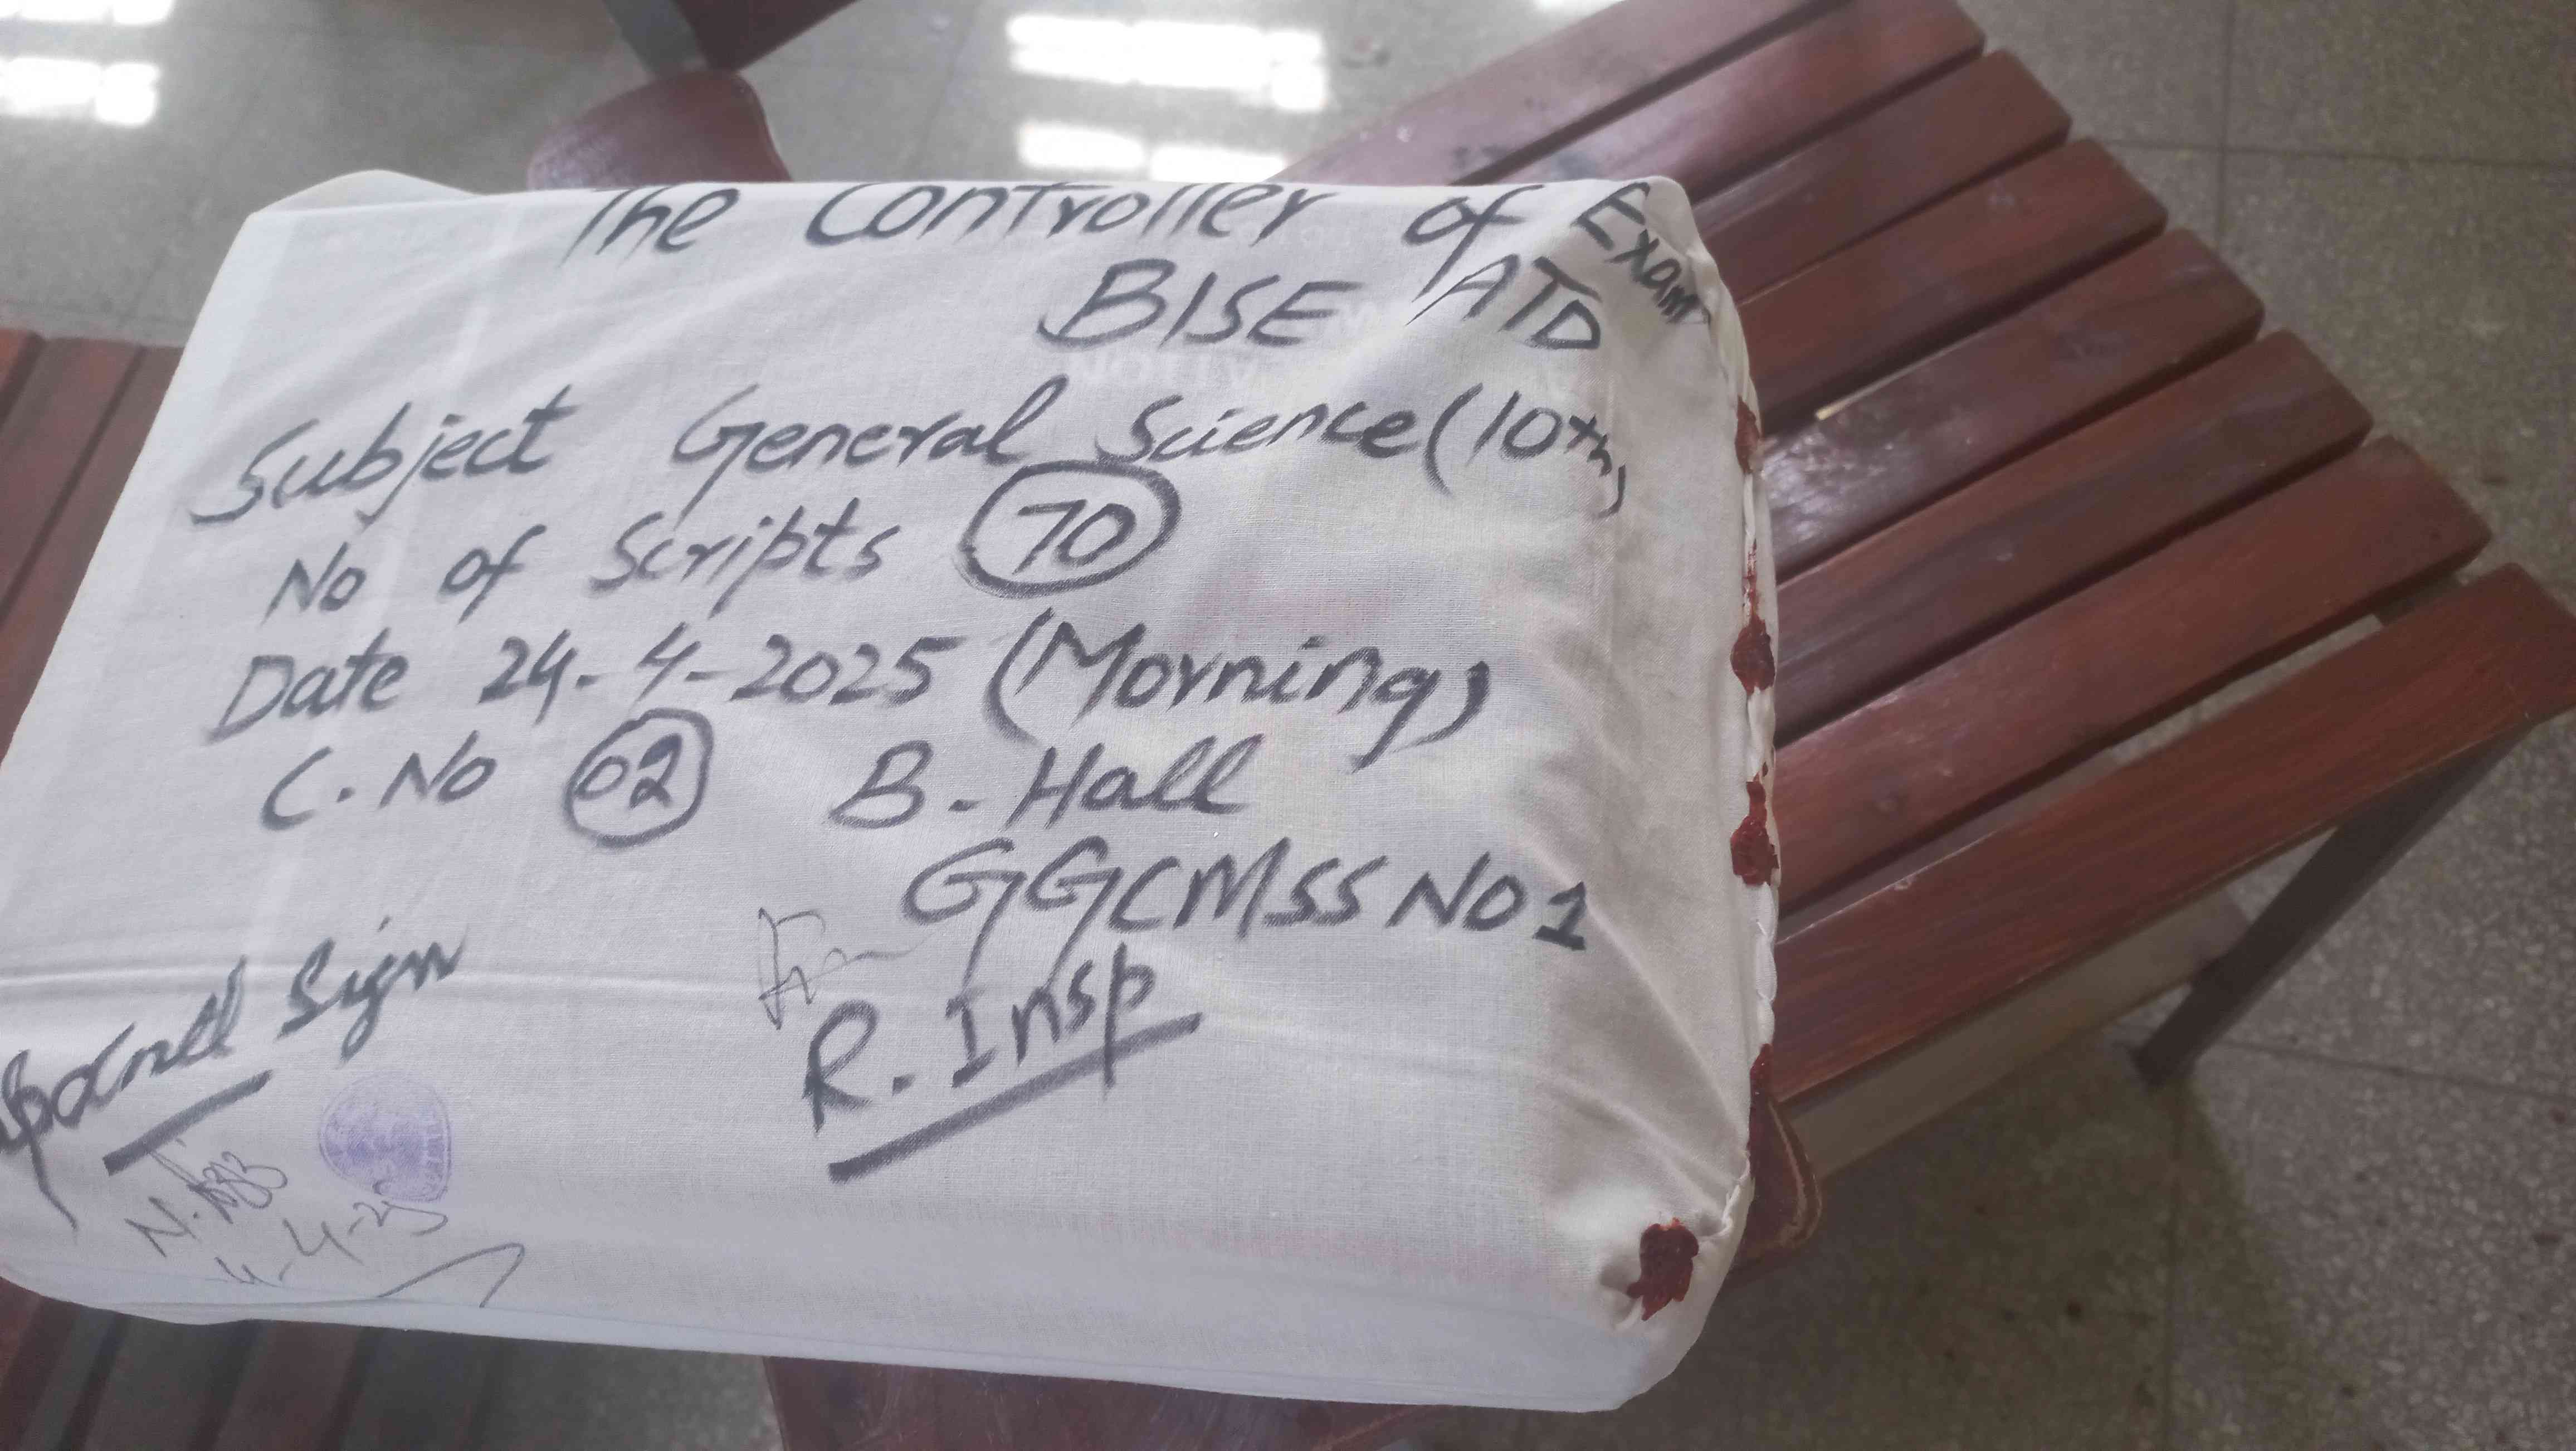 The Controller of Exam
BISE ATD
Subject General Science (10th)
No of Scripts 70
Date 24-4-2025 (Morning)
C. No 02 B-Hall
GGCMSS NO 1
R. Insp
Sign